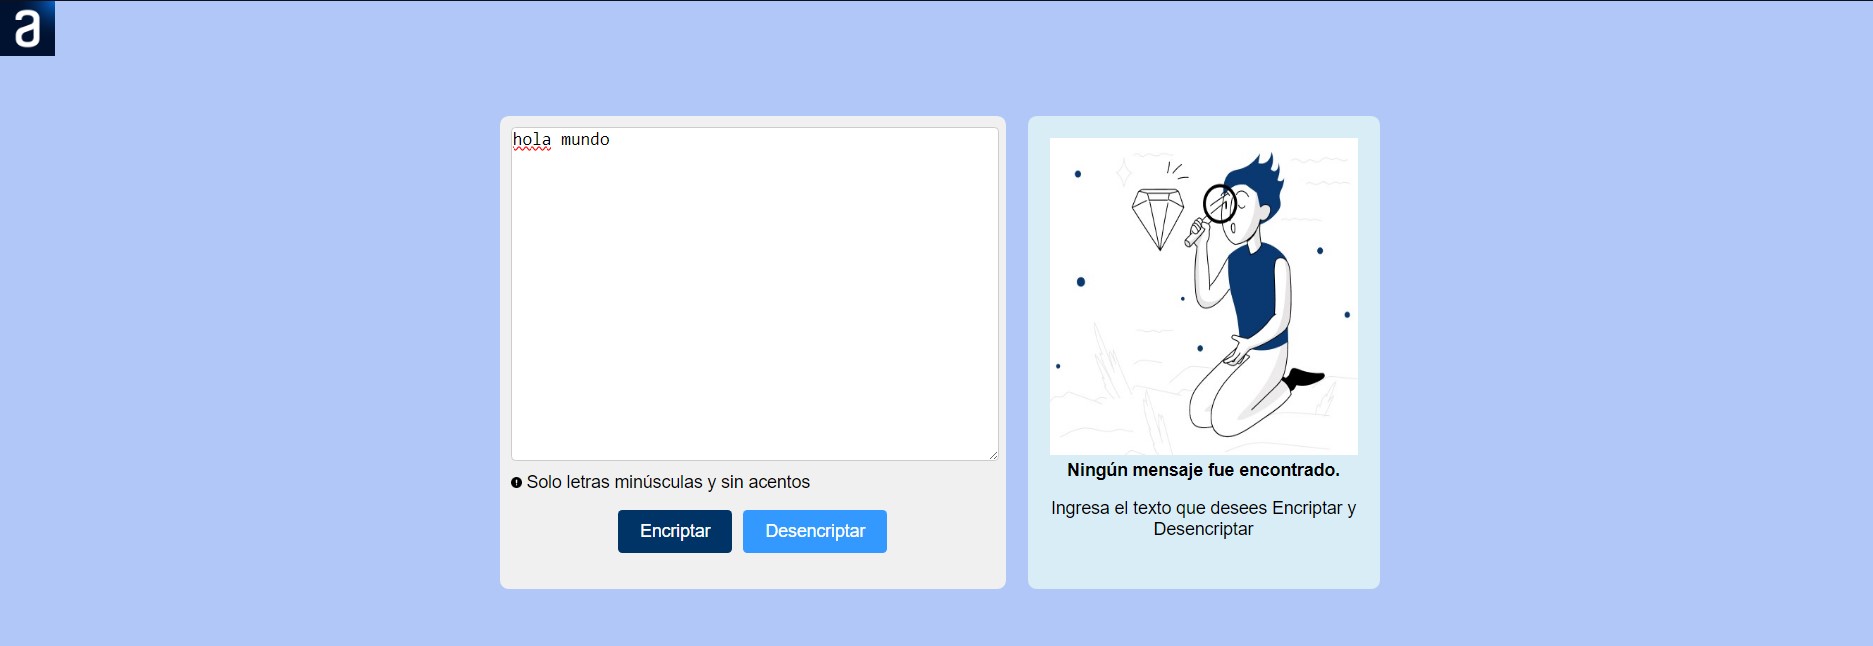 a
hola mundo
Solo letras minúsculas y sin acentos
Encriptar
Desencriptar
Ningún mensaje fue encontrado.
Ingresa el texto que desees Encriptar y
Desencriptar